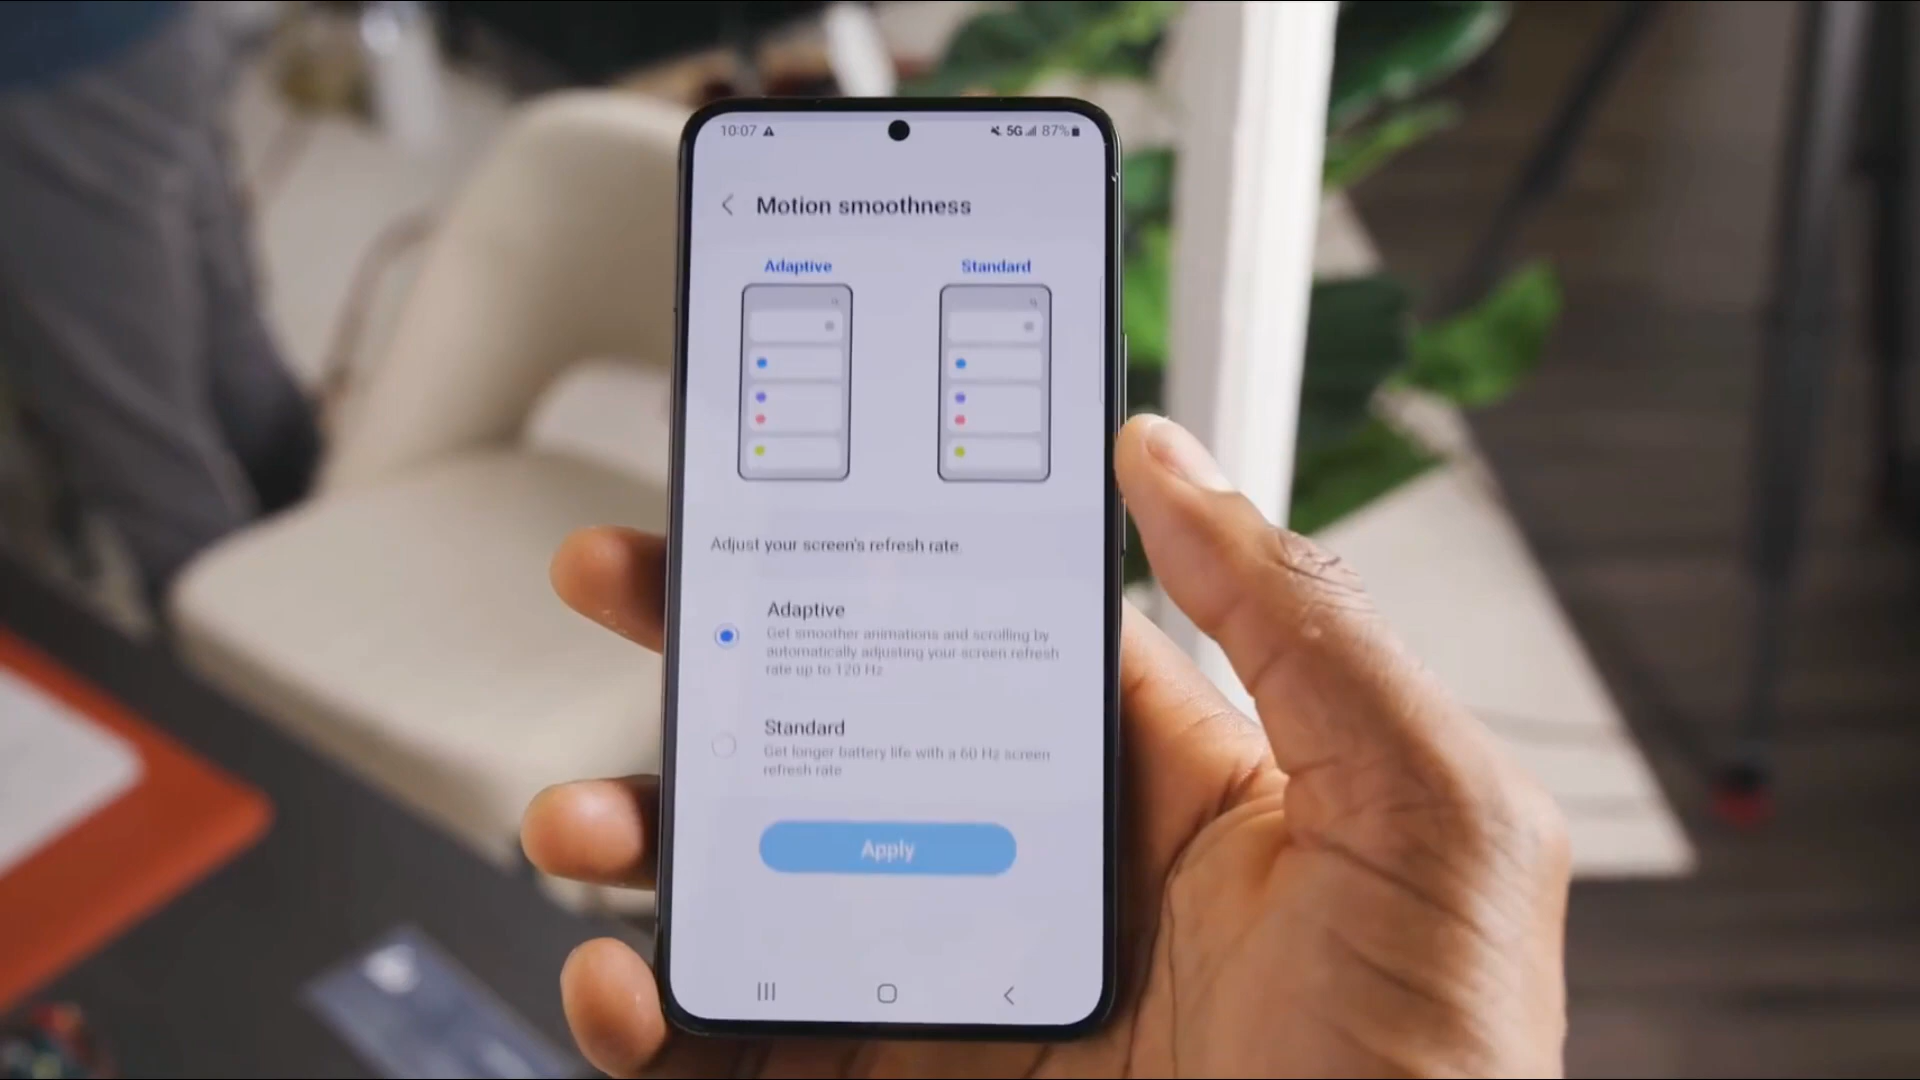 10:07 5G 87%
Motion smoothness
Adaptive Standard
Adjust your screen's refresh rate.
Adaptive
Get smoother animations and scrolling by
automatically adjusting your screen refresh
rate up to 120 Hz
Standard
Get longer battery life with a 60 Hz screen
refresh rate
Apply